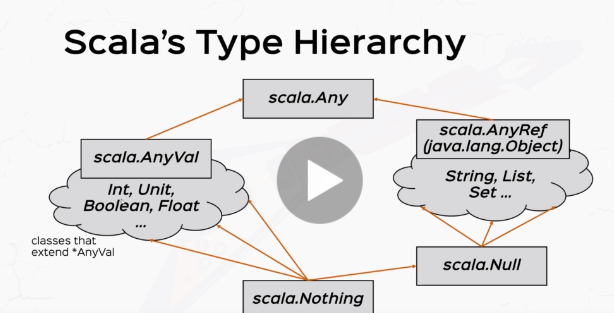 Scala's Type Hierarchy
scala.Any
scala.AnyVal
Int, Unit,
Boolean, Float
...
classes that
extend *AnyVal
scala.AnyRef
(java.lang.Object)
String, List,
Set ...
scala.Null
scala.Nothing